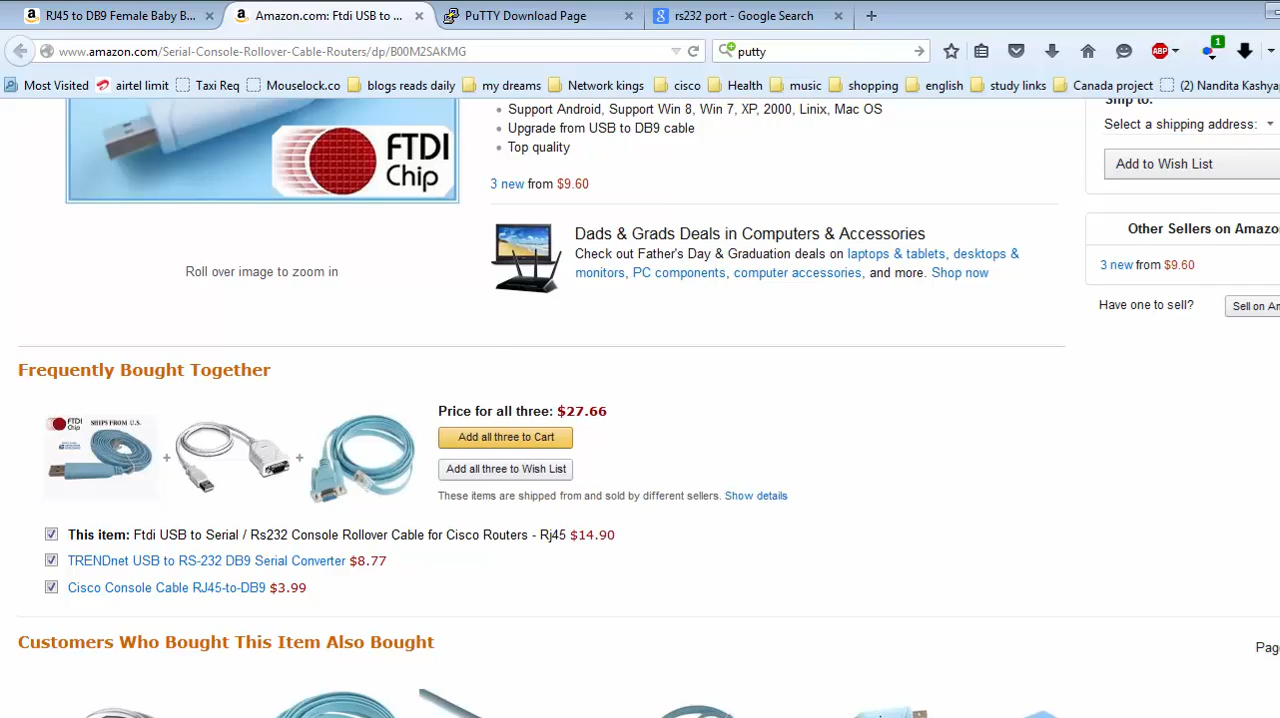 RJ45 to DB9 Female Baby B...
Amazon.com: Ftdi USB to ...
PuTTY Download Page
rs232 port - Google Search
www.amazon.com/Serial-Console-Rollover-Cable-Routers/dp/B00M2SAKMG
putty
1
ABP
Most Visited
airtel limit
Taxi Req
Mouselock.co
blogs reads daily
my dreams
Network kings
cisco
Health
music
shopping
english
study links
Canada project
(2) Nandita Kashyap
Support Android, Support Win 8, Win 7, XP, 2000, Linix, Mac OS
Upgrade from USB to DB9 cable
Top quality
3 new from $9.60
FTDI
Chip
Roll over image to zoom in
Dads & Grads Deals in Computers & Accessories
Check out Father's Day & Graduation deals on laptops & tablets, desktops &
monitors, PC components, computer accessories, and more. Shop now
Ship to:
Select a shipping address:
Add to Wish List
Other Sellers on Amazo
3 new from $9.60
Have one to sell?
Sell on Am
Frequently Bought Together
FTDI
Chip
SHIPS FROM U.S.
+
+
Price for all three: $27.66
Add all three to Cart
Add all three to Wish List
These items are shipped from and sold by different sellers. Show details
This item: Ftdi USB to Serial / Rs232 Console Rollover Cable for Cisco Routers - Rj45 $14.90
TRENDnet USB to RS-232 DB9 Serial Converter $8.77
Cisco Console Cable RJ45-to-DB9 $3.99
Customers Who Bought This Item Also Bought
Pag